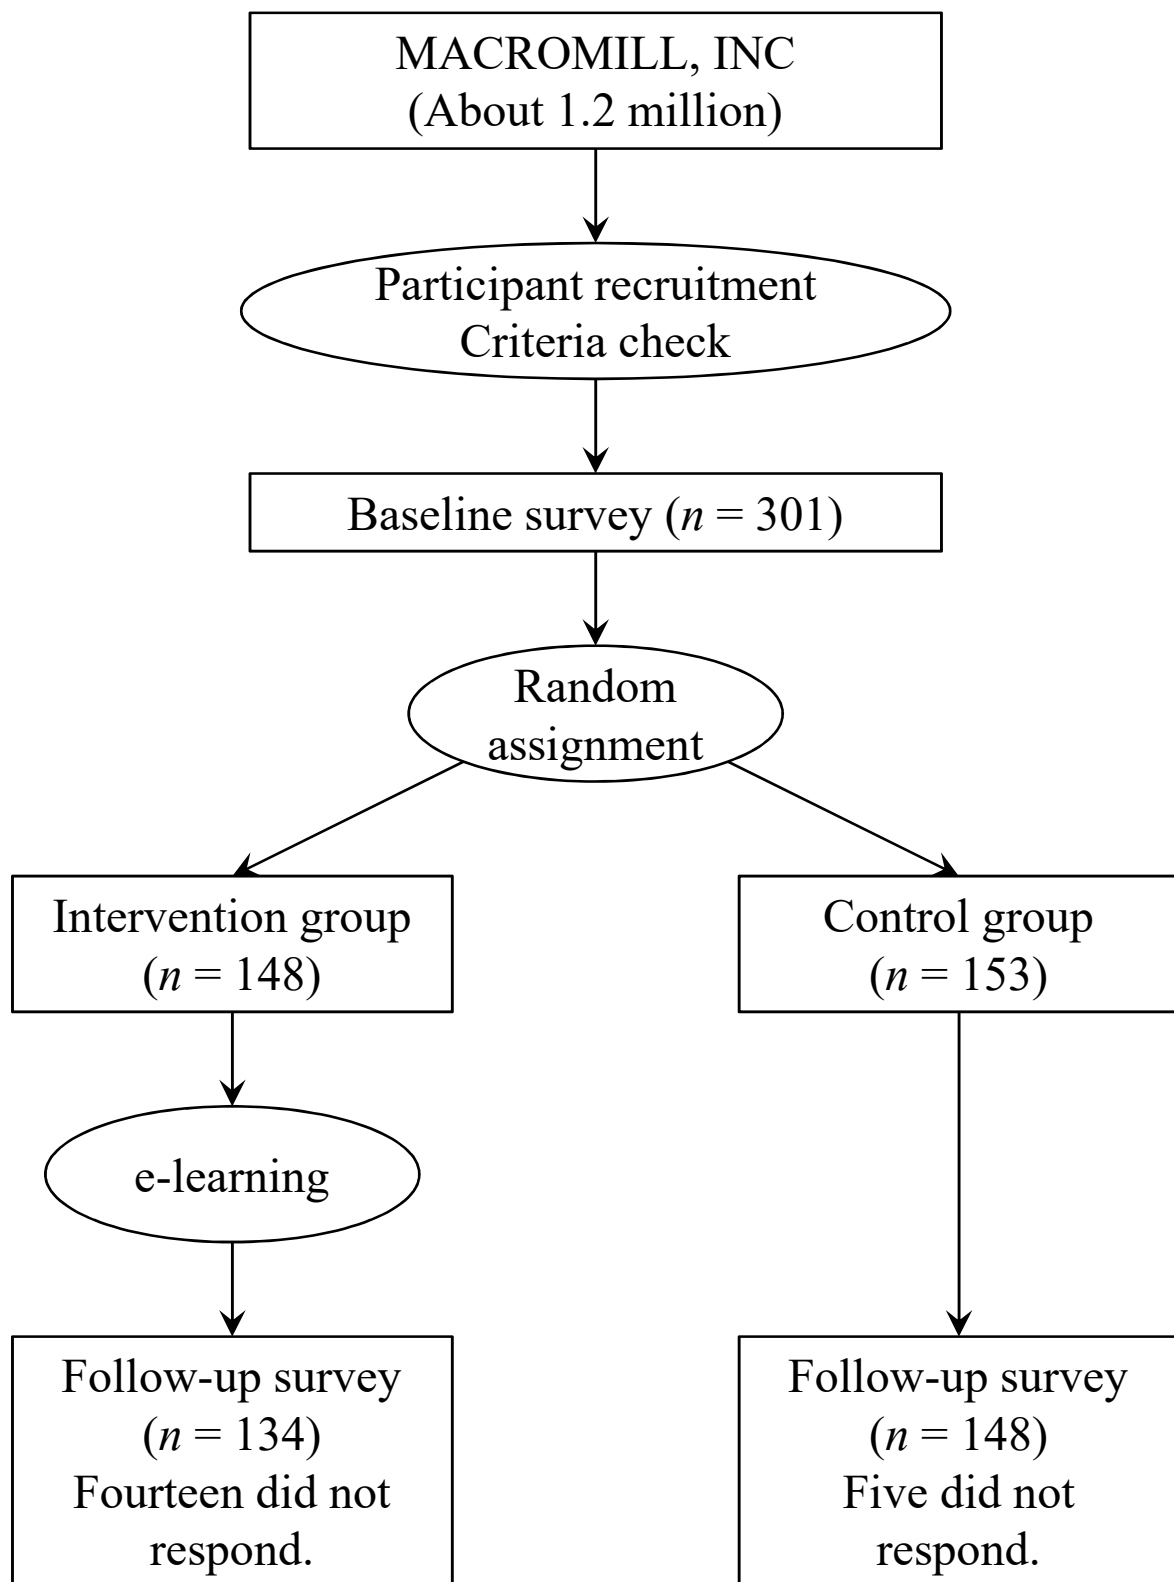 MACROMILL, INC
(About 1.2 million)
Participant recruitment
Criteria check
Baseline survey (n = 301)
Random
assignment
Intervention group
(n = 148)
Control group
(n = 153)
e-learning
Follow-up survey
(n = 134)
Fourteen did not
respond.
Follow-up survey
(n = 148)
Five did not
respond.